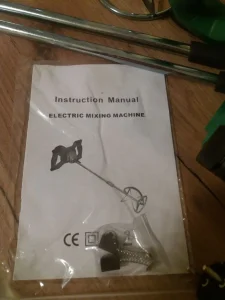 Instruction Manual
ELECTRIC MIXING MACHINE
CE